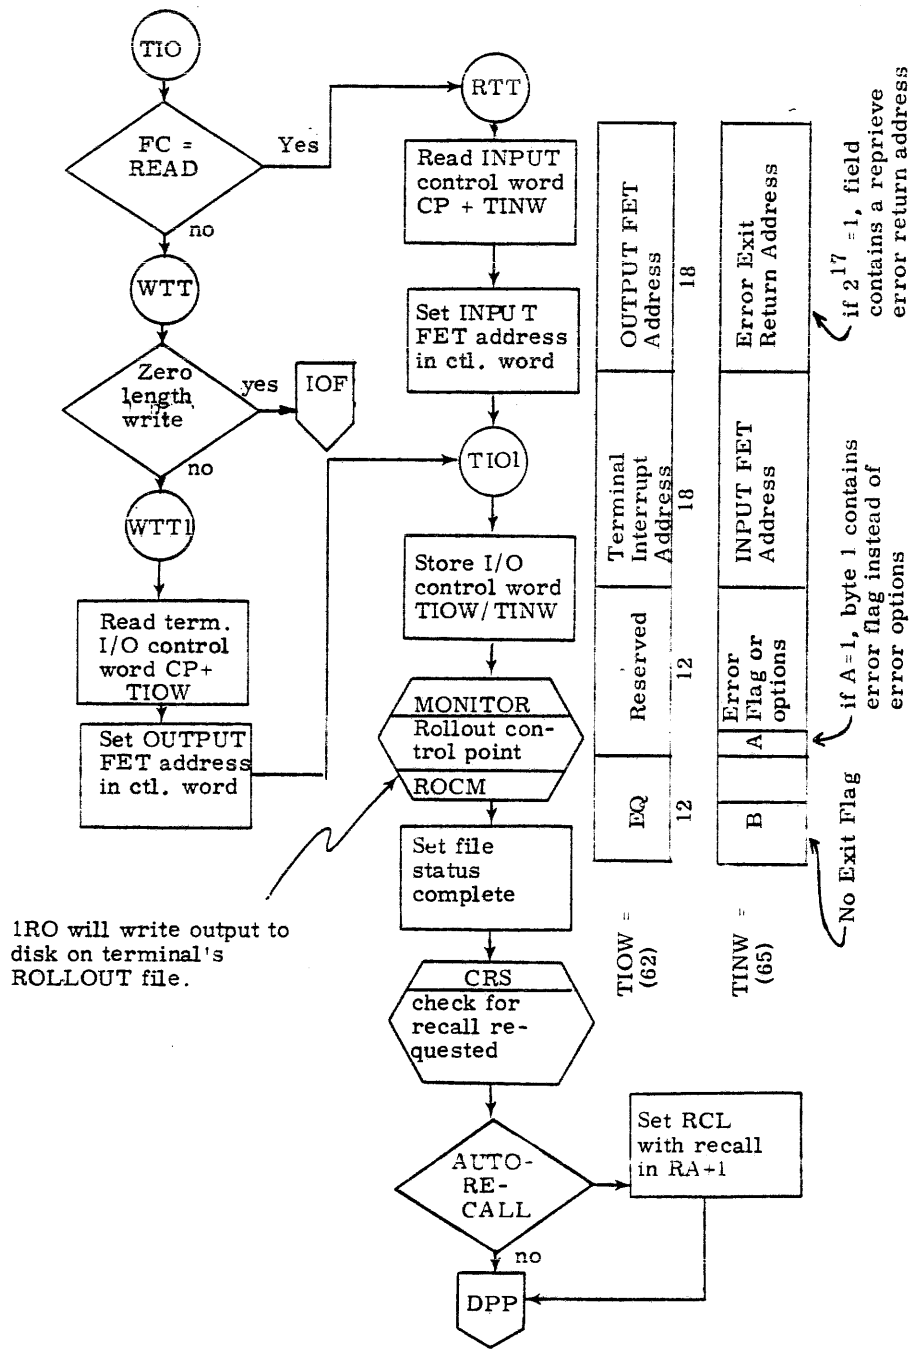 TIO
FC =
READ
Yes
no
WTT
Zero
length
write
yes
IOF
no
WTT1
Read term.
I/O control
word CP+
TIOW
Set OUTPUT
FET address
in ctl. word
1RO will write output to
disk on terminal's
ROLLOUT file.
RTT
Read INPUT
control word
CP + TINW
Set INPUT
FET address
in ctl. word
TIO1
Store I/O
control word
TIOW/TINW
MONITOR
Rollout con-
trol point
ROCM
Set file
status
complete
CRS
check for
recall re-
quested
AUTO-
RE-
CALL
no
Set RCL
with recall
in RA+1
DPP
TIOW =
(62)
EQ
12
Reserved
12
Terminal
Interrupt
Address
18
OUTPUT FET
Address
18
TINW =
(65)
B
A
Error
Flag or
options
INPUT FET
Address
Error Exit
Return Address
No Exit Flag
if A=1, byte 1 contains
error flag instead of
error options
if 2^17 = 1, field
contains a reprieve
error return address